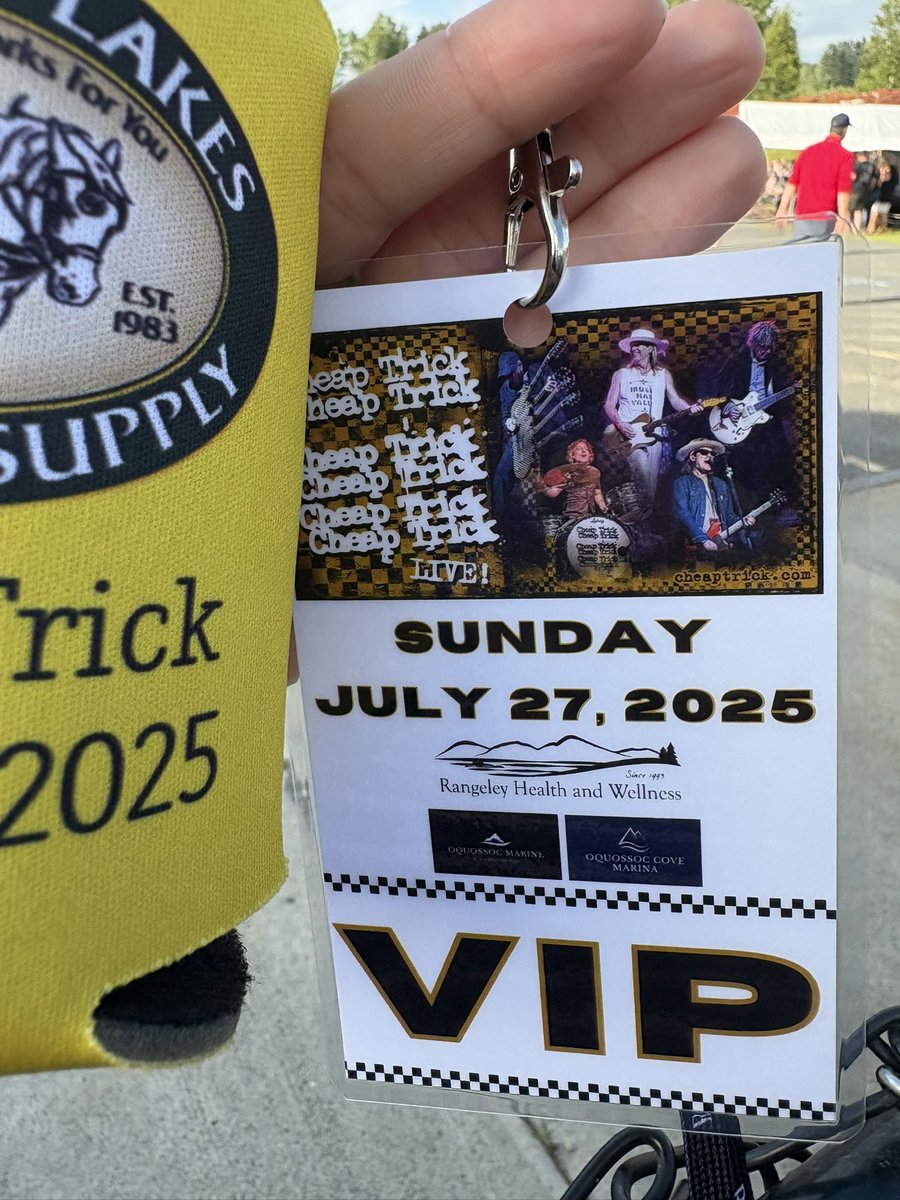 LAKES
rks For You
EST.
1983
SUPPLY
Trick
2025
Cheap Trick
Cheap Trick
Cheap Trick
Cheap Trick
Cheap Trick
Cheap Trick
LIVE!
cheaptrick.com
SUNDAY
JULY 27, 2025
Since 1993
Rangeley Health and Wellness
OQUOSSOC MARINE
OQUOSSOC COVE
MARINA
VIP